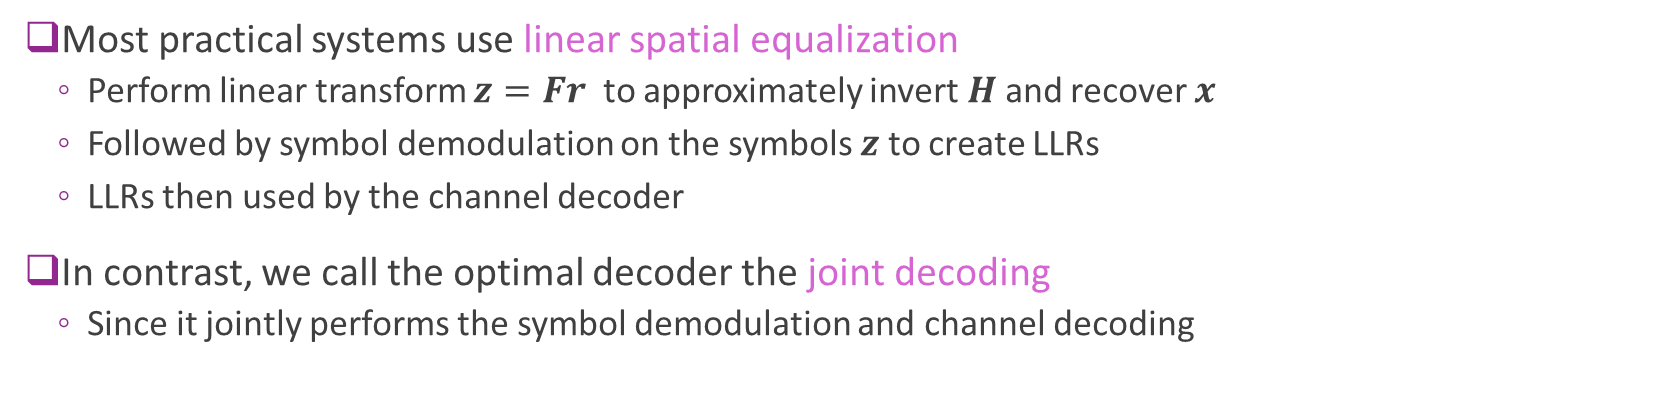 ❑Most practical systems use linear spatial equalization
◦ Perform linear transform z = Fr to approximately invert H and recover x
◦ Followed by symbol demodulation on the symbols z to create LLRs
◦ LLRs then used by the channel decoder
❑In contrast, we call the optimal decoder the joint decoding
◦ Since it jointly performs the symbol demodulation and channel decoding